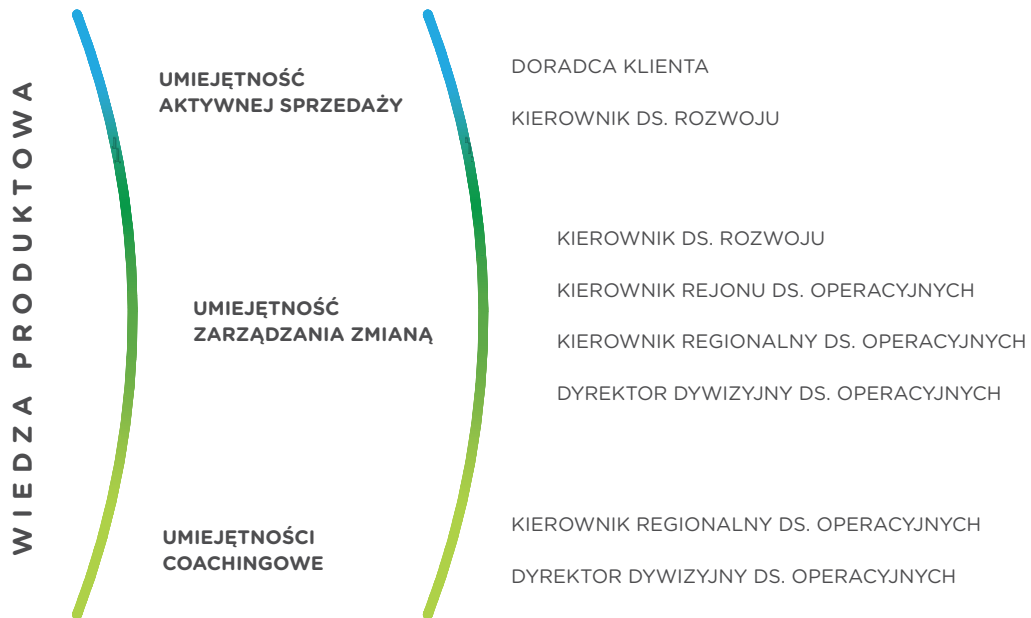 WIEDZA PRODUKTOWA
UMIEJĘTNOŚĆ
AKTYWNEJ SPRZEDAŻY
DORADCA KLIENTA
KIEROWNIK DS. ROZWOJU
UMIEJĘTNOŚĆ
ZARZĄDZANIA ZMIANĄ
KIEROWNIK DS. ROZWOJU
KIEROWNIK REJONU DS. OPERACYJNYCH
KIEROWNIK REGIONALNY DS. OPERACYJNYCH
DYREKTOR DYWIZYJNY DS. OPERACYJNYCH
UMIEJĘTNOŚCI
COACHINGOWE
KIEROWNIK REGIONALNY DS. OPERACYJNYCH
DYREKTOR DYWIZYJNY DS. OPERACYJNYCH